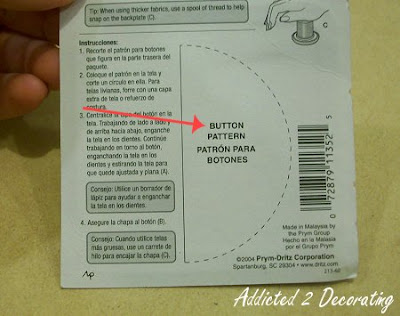 Tip: When using thicker fabrics, use a spool of thread to help
snap on the backplate (C).
C
Instrucciones:
1. Recorte el patrón para botones
que figura en la parte trasera del
paquete.
2. Coloque el patrón en la tela y
corte un círculo en ella. Para
telas livianas, forre con una capa
extra de tela o refuerzo de
costura.
3. Centralice la tapa del botón en la
tela. Trabajando de lado a lado y
de arriba hacia abajo, enganche
la tela en los dientes. Continúe
trabajando en torno al botón,
enganchando la tela en los
dientes y estirando la tela para
que quede ajustada y plana (A).
Consejo: Utilice un borrador de
lápiz para ayudar a enganchar
la tela en los dientes.
4. Asegure la chapa al botón (B).
Consejo: Cuando utilice telas
más gruesas, use un carrete de
hilo para encajar la chapa (C).
BUTTON
PATTERN
PATRÓN PARA
BOTONES
0 72879 11352 5
Made in Malaysia by
the Prym Group
Hecho en le Malasia
por el Grupo Prym
©2004 Prym-Dritz Corporation
Spartanburg, SC 29304 • www.dritz.com
Addicted 2 Decorating